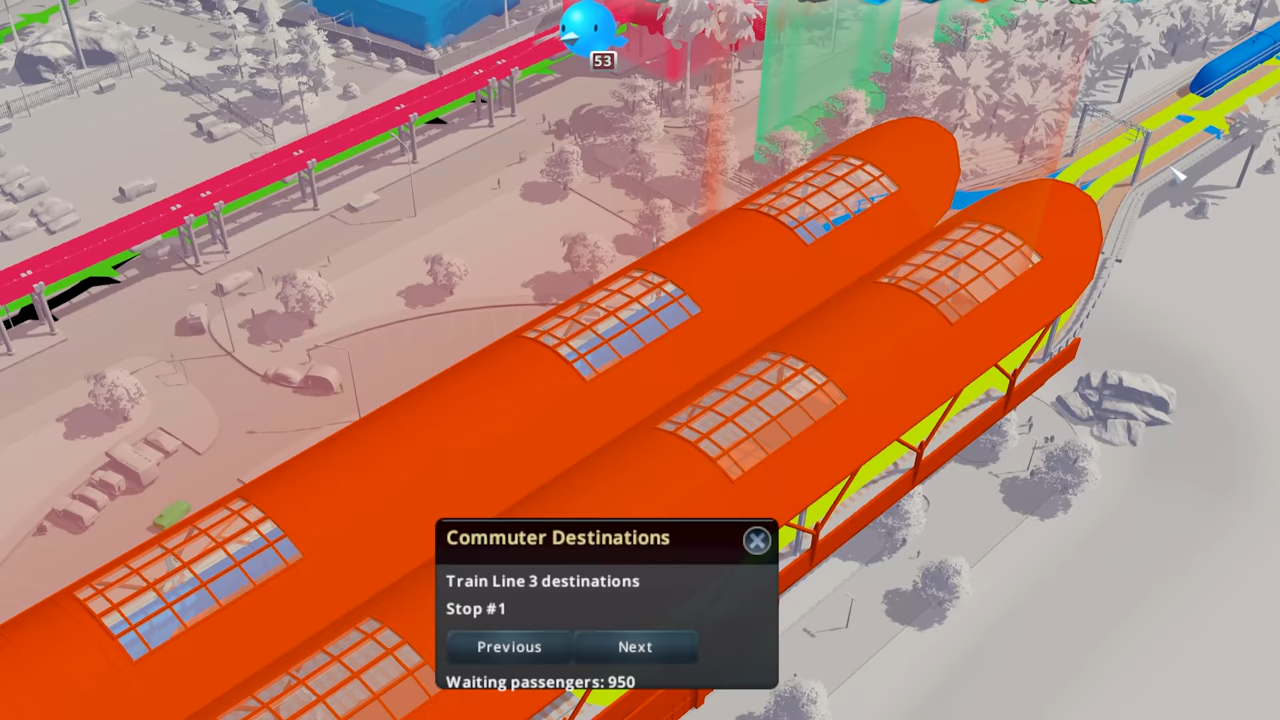 53
Commuter Destinations
Train Line 3 destinations
Stop #1
Previous Next
Waiting passengers: 950